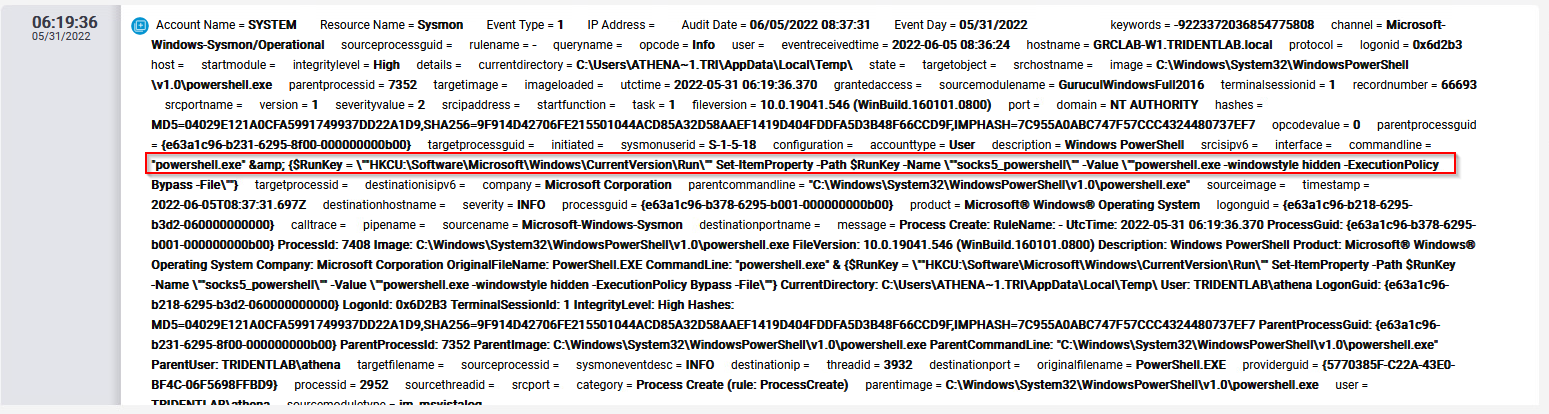 06:19:36
05/31/2022
Account Name = SYSTEM Resource Name = Sysmon Event Type = 1 IP Address = Audit Date = 06/05/2022 08:37:31 Event Day = 05/31/2022 keywords = -9223372036854775808 channel = Microsoft-
Windows-Sysmon/Operational sourceprocessguid = rulename = - queryname = opcode = Info user = eventreceivedtime = 2022-06-05 08:36:24 hostname = GRCLAB-W1.TRIDENTLAB.local protocol = logonid = 0x6d2b3
host = startmodule = integritylevel = High details = currentdirectory = C:\Users\ATHENA~1.TRI\AppData\Local\Temp\ state = targetobject = srchostname = image = C:\Windows\System32\WindowsPowerShell
\v1.0\powershell.exe parentprocessid = 7352 targetimage = imageloaded = utctime = 2022-05-31 06:19:36.370 grantedaccess = sourcemodulename = GuruculWindowsFull2016 terminalsessionid = 1 recordnumber = 66693
srcportname = version = 1 severityvalue = 2 srcipaddress = startfunction = task = 1 fileversion = 10.0.19041.546 (WinBuild.160101.0800) port = domain = NT AUTHORITY hashes =
MD5=04029E121A0CFA5991749937DD22A1D9,SHA256=9F914D42706FE215501044ACD85A32D58AAEF1419D404FDDFA5D3B48F66CCD9F,IMPHASH=7C955A0ABC747F57CCC4324480737EF7 opcodevalue = 0 parentprocessguid
= {e63a1c96-b231-6295-8f00-000000000b00} targetprocessguid = initiated = sysmonuserid = S-1-5-18 configuration = accounttype = User description = Windows PowerShell srcisipv6 = interface = commandline =
"powershell.exe" &amp; {$RunKey = \""HKCU:\Software\Microsoft\Windows\CurrentVersion\Run\"" Set-ItemProperty -Path $RunKey -Name \""socks5_powershell\"" -Value \""powershell.exe -windowstyle hidden -ExecutionPolicy
Bypass -File\""} targetprocessid = destinationisipv6 = company = Microsoft Corporation parentcommandline = "C:\Windows\System32\WindowsPowerShell\v1.0\powershell.exe" sourceimage = timestamp =
2022-06-05T08:37:31.697Z destinationhostname = severity = INFO processguid = {e63a1c96-b378-6295-b001-000000000b00} product = Microsoft® Windows® Operating System logonguid = {e63a1c96-b218-6295-
b3d2-060000000000} calltrace = pipename = sourcename = Microsoft-Windows-Sysmon destinationportname = message = Process Create: RuleName: - UtcTime: 2022-05-31 06:19:36.370 ProcessGuid: {e63a1c96-b378-6295-
b001-000000000b00} ProcessId: 7408 Image: C:\Windows\System32\WindowsPowerShell\v1.0\powershell.exe FileVersion: 10.0.19041.546 (WinBuild.160101.0800) Description: Windows PowerShell Product: Microsoft® Windows®
Operating System Company: Microsoft Corporation OriginalFileName: PowerShell.EXE CommandLine: "powershell.exe" & {$RunKey = \""HKCU:\Software\Microsoft\Windows\CurrentVersion\Run\"" Set-ItemProperty -Path $RunKey
-Name \""socks5_powershell\"" -Value \""powershell.exe -windowstyle hidden -ExecutionPolicy Bypass -File\""} CurrentDirectory: C:\Users\ATHENA~1.TRI\AppData\Local\Temp\ User: TRIDENTLAB\athena LogonGuid: {e63a1c96-
b218-6295-b3d2-060000000000} LogonId: 0x6D2B3 TerminalSessionId: 1 IntegrityLevel: High Hashes:
MD5=04029E121A0CFA5991749937DD22A1D9,SHA256=9F914D42706FE215501044ACD85A32D58AAEF1419D404FDDFA5D3B48F66CCD9F,IMPHASH=7C955A0ABC747F57CCC4324480737EF7 ParentProcessGuid: {e63a1c96-
b231-6295-8f00-000000000b00} ParentProcessId: 7352 ParentImage: C:\Windows\System32\WindowsPowerShell\v1.0\powershell.exe ParentCommandLine: "C:\Windows\System32\WindowsPowerShell\v1.0\powershell.exe"
ParentUser: TRIDENTLAB\athena targetfilename = sourceprocessid = sysmoneventdesc = INFO destinationip = threadid = 3932 destinationport = originalfilename = PowerShell.EXE providerguid = {5770385F-C22A-43E0-
BF4C-06F5698FFBD9} processid = 2952 sourcethreadid = srcport = category = Process Create (rule: ProcessCreate) parentimage = C:\Windows\System32\WindowsPowerShell\v1.0\powershell.exe user =
TRIDENTLAB\athena sourcemoduletype = im_msvistalog